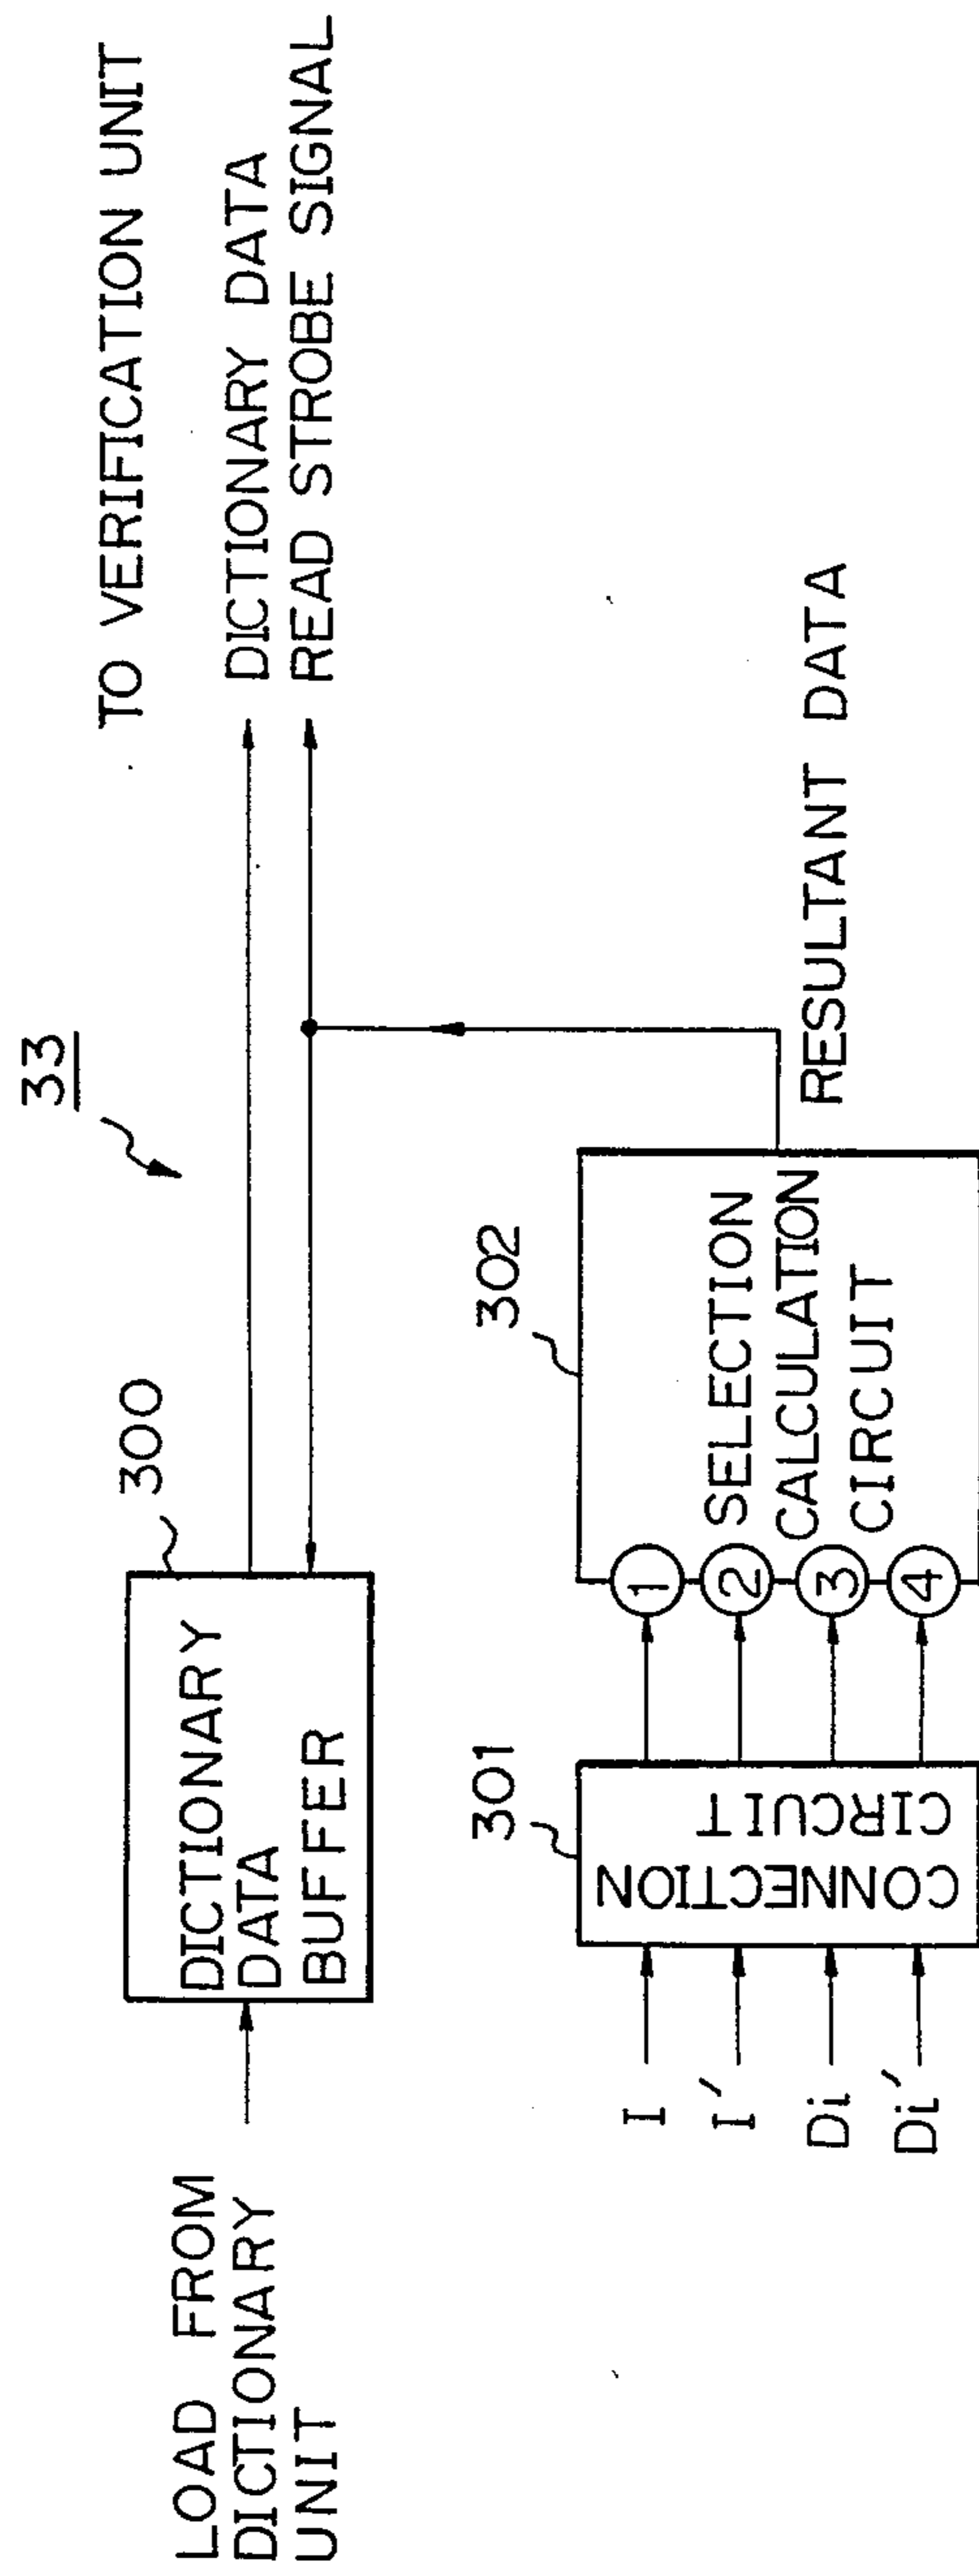 33
TO VERIFICATION UNIT
LOAD FROM
DICTIONARY
UNIT
300
DICTIONARY
DATA
BUFFER
DICTIONARY DATA
READ STROBE SIGNAL
I
I′
Di
Di′
301
CONNECTION
CIRCUIT
302
1
2
3
4
SELECTION
CALCULATION
CIRCUIT
RESULTANT DATA